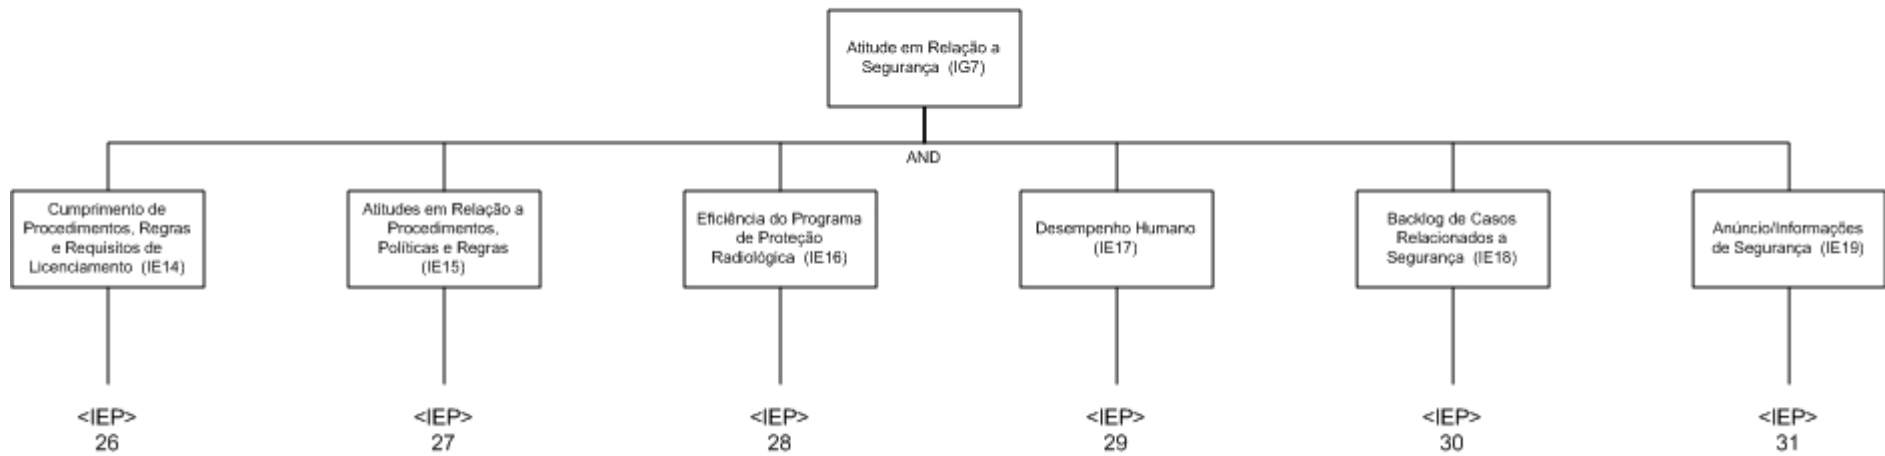 Atitude em Relação a
Segurança (IG7)
AND
Cumprimento de
Procedimentos, Regras
e Requisitos de
Licenciamento (IE14)
Atitudes em Relação a
Procedimentos,
Políticas e Regras
(IE15)
Eficiência do Programa
de Proteção
Radiológica (IE16)
Desempenho Humano
(IE17)
Backlog de Casos
Relacionados a
Segurança (IE18)
Anúncio/Informações
de Segurança (IE19)
<IEP>
26
<IEP>
27
<IEP>
28
<IEP>
29
<IEP>
30
<IEP>
31